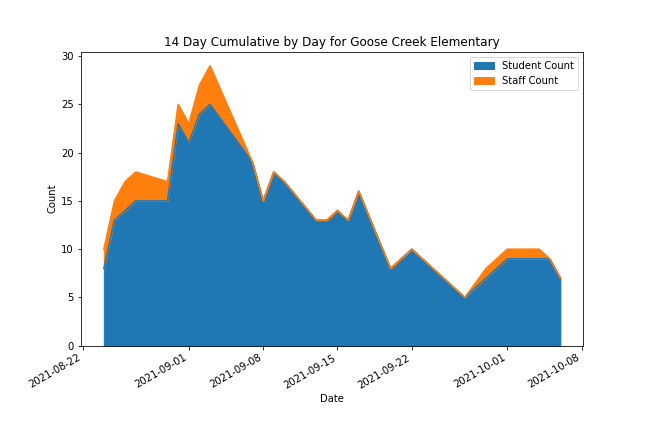 14 Day Cumulative by Day for Goose Creek Elementary
Student Count
Staff Count
30
25
20
15
10
5
0
Count
2021-08-22
2021-09-01
2021-09-08
2021-09-15
2021-09-22
2021-10-01
2021-10-08
Date